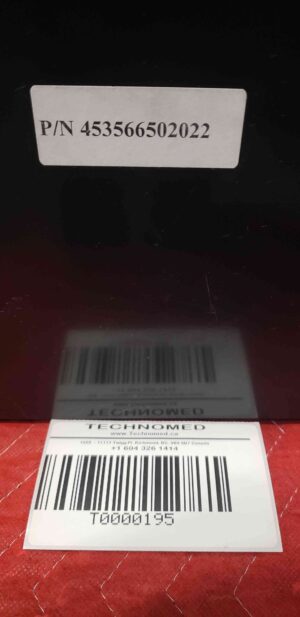 P/N 453566502022
TECHNOMED
www.Technomed.ca
+1 604 326 1414
T0000195